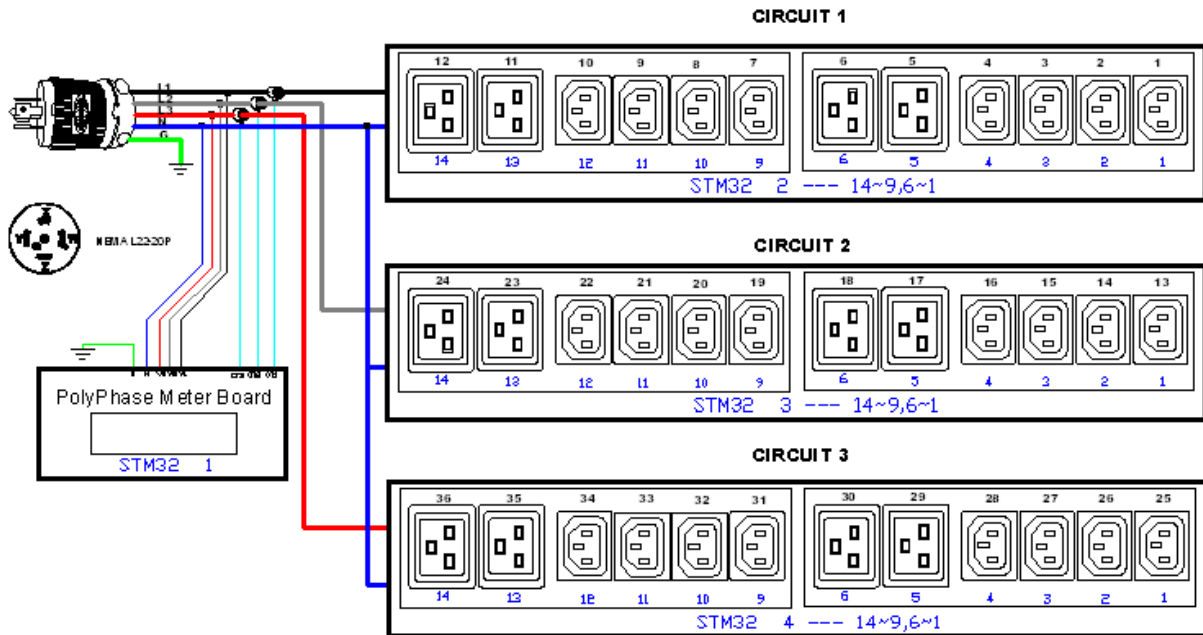 CIRCUIT 1
12 11 10 9 8 7 6 5 4 3 2 1
14 13 12 11 10 9 6 5 4 3 2 1
STM32 2 --- 14~9,6~1
NEMA L22-20P
CIRCUIT 2
24 23 22 21 20 19 18 17 16 15 14 13
14 13 12 11 10 9 6 5 4 3 2 1
STM32 3 --- 14~9,6~1
PolyPhase Meter Board
STM32 1
CIRCUIT 3
36 35 34 33 32 31 30 29 28 27 26 25
14 13 12 11 10 9 6 5 4 3 2 1
STM32 4 --- 14~9,6~1